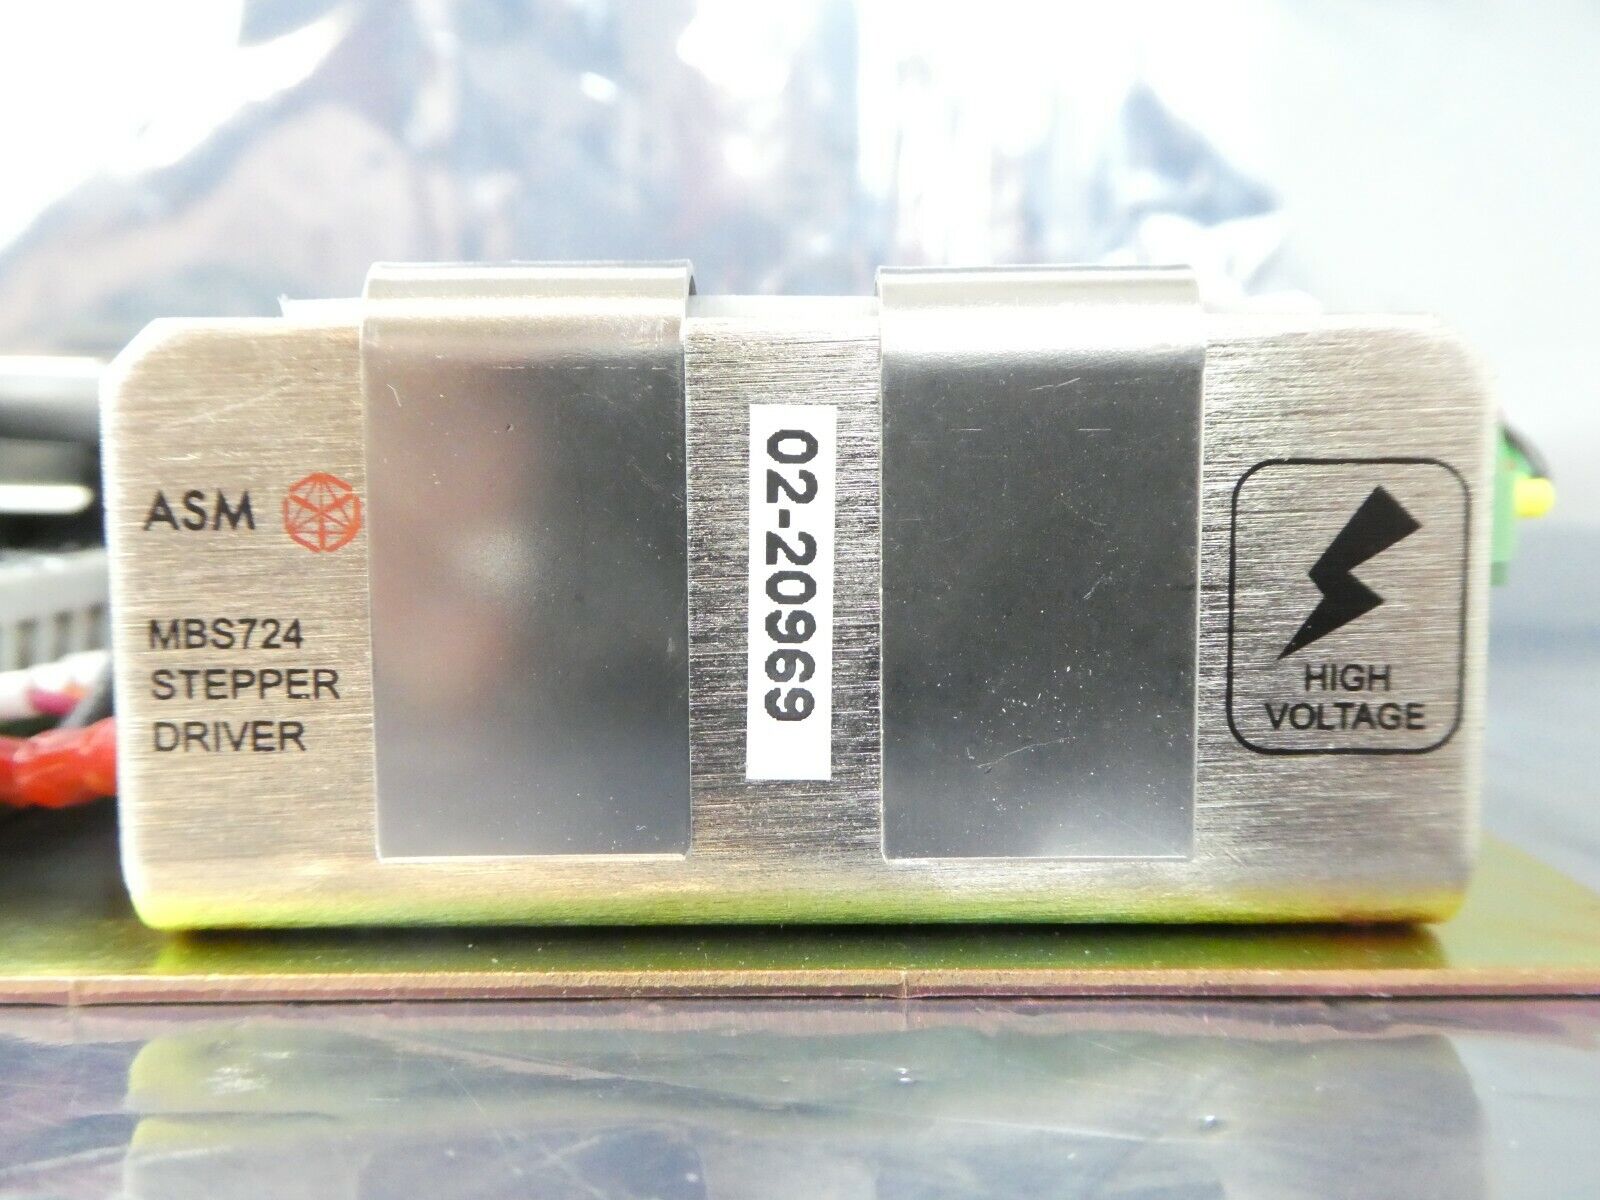 ASM
MBS724
STEPPER
DRIVER
02-20969
HIGH
VOLTAGE